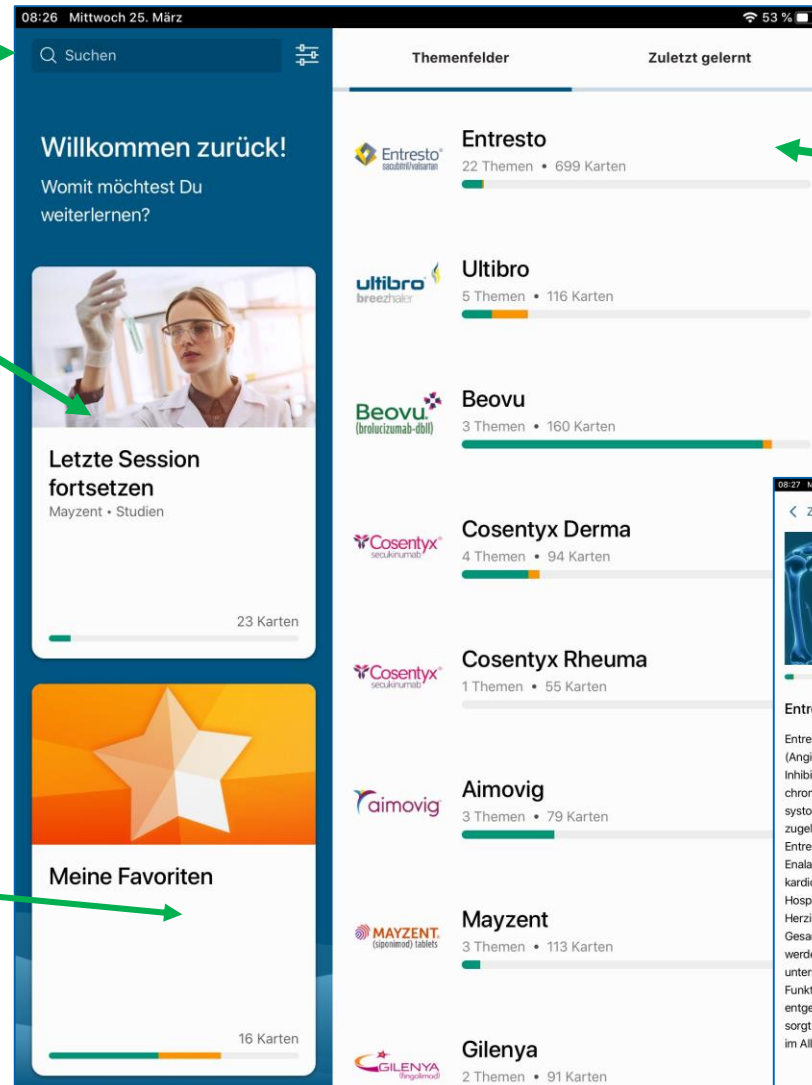 08:26 Mittwoch 25. März
53 %
Suchen
Willkommen zurück!
Womit möchtest Du
weiterlernen?
Letzte Session
fortsetzen
Mayzent • Studien
23 Karten
Meine Favoriten
16 Karten
Themenfelder
Zuletzt gelernt
Entresto
sacubitril/valsartan
Entresto
22 Themen • 699 Karten
ultibro
breezhaler
Ultibro
5 Themen • 116 Karten
Beovu
(brolucizumab-dbll)
Beovu
3 Themen • 160 Karten
Cosentyx
secukinumab
Cosentyx Derma
4 Themen • 94 Karten
Cosentyx
secukinumab
Cosentyx Rheuma
1 Themen • 55 Karten
aimovig
Aimovig
3 Themen • 79 Karten
MAYZENT
(siponimod) tablets
Mayzent
3 Themen • 113 Karten
GILENYA
(fingolimod)
Gilenya
2 Themen • 91 Karten
08:27